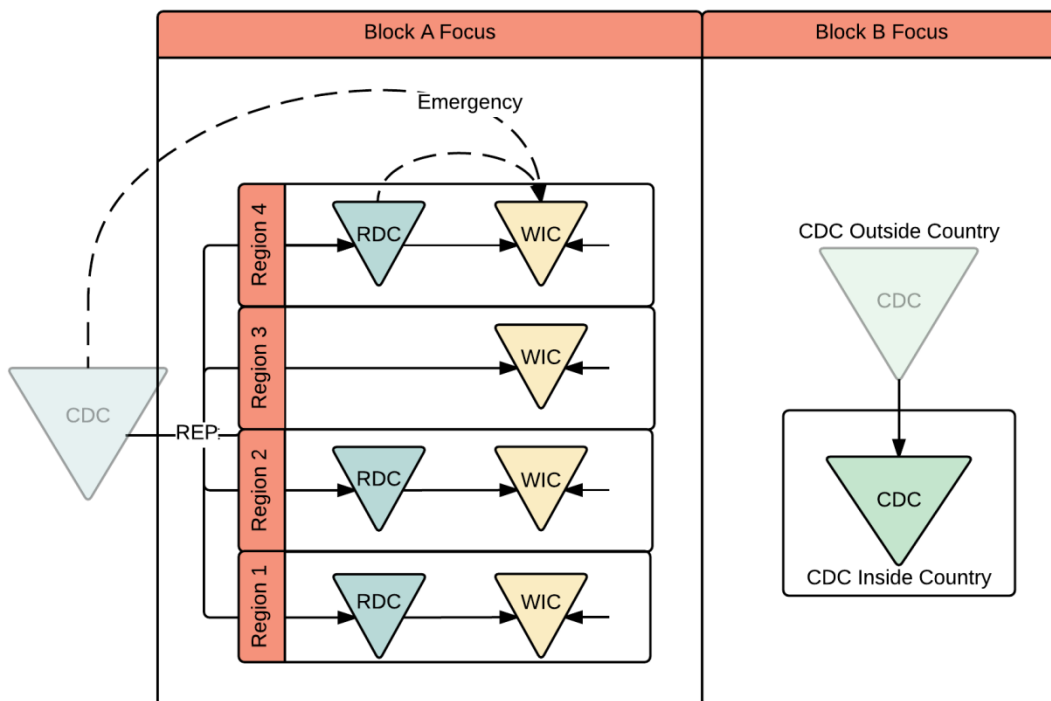 Block A Focus
Block B Focus
Emergency
Region 4
RDC
WIC
Region 3
WIC
CDC
REP.
Region 2
RDC
WIC
Region 1
RDC
WIC
CDC Outside Country
CDC
CDC
CDC Inside Country